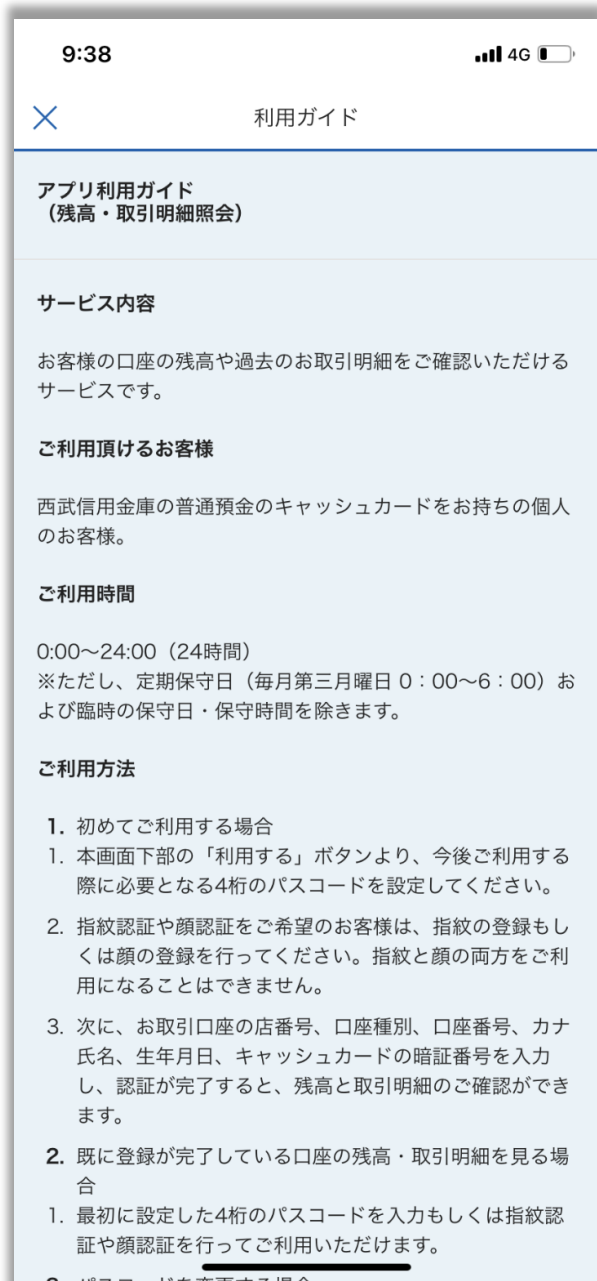 9:38
4G
利用ガイド
アプリ利用ガイド
（残高・取引明細照会）
サービス内容
お客様の口座の残高や過去のお取引明細をご確認いただける
サービスです。
ご利用頂けるお客様
西武信用金庫の普通預金のキャッシュカードをお持ちの個人
のお客様。
ご利用時間
0:00～24:00（24時間）
※ただし、定期保守日（毎月第三月曜日 0：00～6：00）お
よび臨時の保守日・保守時間を除きます。
ご利用方法
1. 初めてご利用する場合
1. 本画面下部の「利用する」ボタンより、今後ご利用する
際に必要となる4桁のパスコードを設定してください。
2. 指紋認証や顔認証をご希望のお客様は、指紋の登録もし
くは顔の登録を行ってください。指紋と顔の両方をご利
用になることはできません。
3. 次に、お取引口座の店番号、口座種別、口座番号、カナ
氏名、生年月日、キャッシュカードの暗証番号を入力
し、認証が完了すると、残高と取引明細のご確認ができ
ます。
2. 既に登録が完了している口座の残高・取引明細を見る場
合
1. 最初に設定した4桁のパスコードを入力もしくは指紋認
証や顔認証を行ってご利用いただけます。
3. パスコードを変更する場合